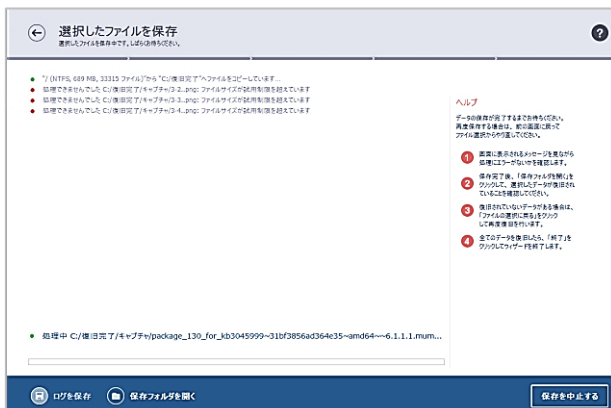 選択したファイルを保存
選択したファイルを保存中です。しばらくお待ちください。
?
"/ (NTFS, 689 MB, 33315 ファイル)"から "C:/復旧完了"へファイルをコピーしています...
処理できませんでした C:/復旧完了/キャプチャ/3-2..png: ファイルサイズが試用制限を超えています
処理できませんでした C:/復旧完了/キャプチャ/3-3..png: ファイルサイズが試用制限を超えています
処理できませんでした C:/復旧完了/キャプチャ/3-4..png: ファイルサイズが試用制限を超えています
ヘルプ
データの保存が完了するまでお待ちください。
再度保存する場合は、前の画面に戻って
ファイル選択からやり直してください。
1 画面に表示されるメッセージを見ながら
処理にエラーがないかを確認します。
2 保存完了後、「保存フォルダを開く」を
クリックして、選択したデータが復旧され
ていることを確認してください。
3 復旧されていないデータがある場合は、
「ファイルの選択に戻る」をクリック
して再度復旧を行います。
4 全てのデータを復旧したら、「終了」を
クリックしてウィザードを終了します。
処理中 C:/復旧完了/キャプチャ/package_130_for_kb3045999~31bf3856ad364e35~amd64~~6.1.1.1.mum...
ログを保存 保存フォルダを開く 保存を中止する